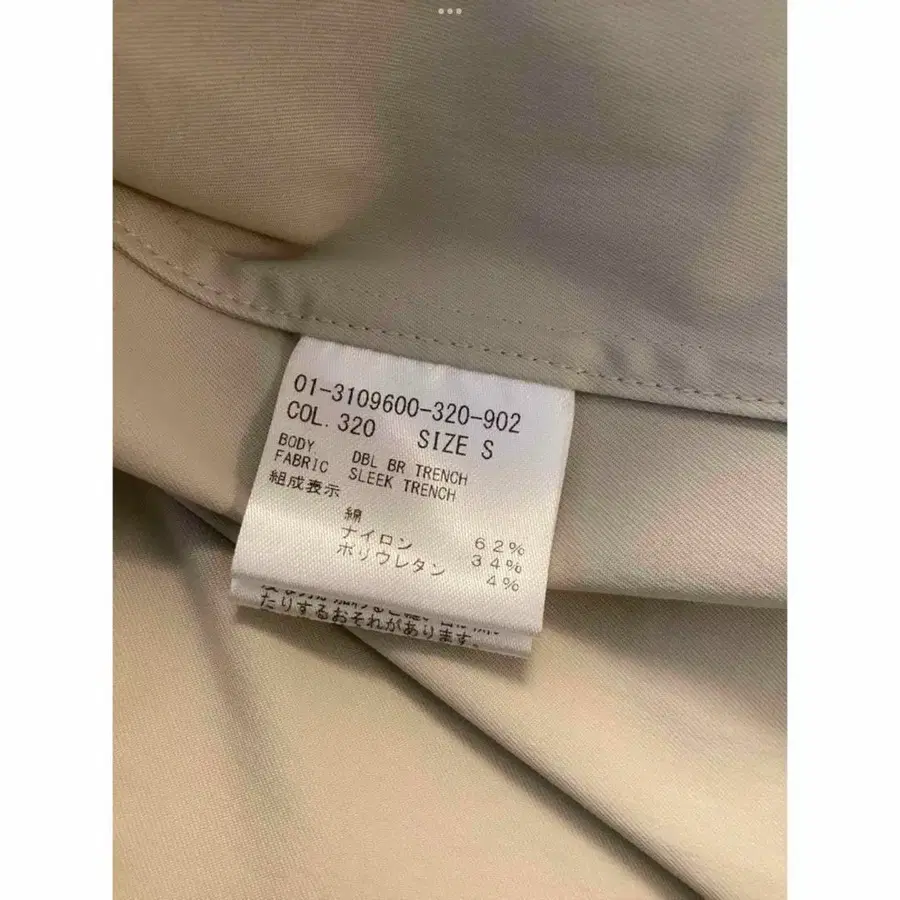 01-3109600-320-902
COL. 320 SIZE S
BODY DBL BR TRENCH
FABRIC SLEEK TRENCH
組成表示
綿 62%
ナイロン 34%
ポリウレタン 4%
たりするおそれがあります。